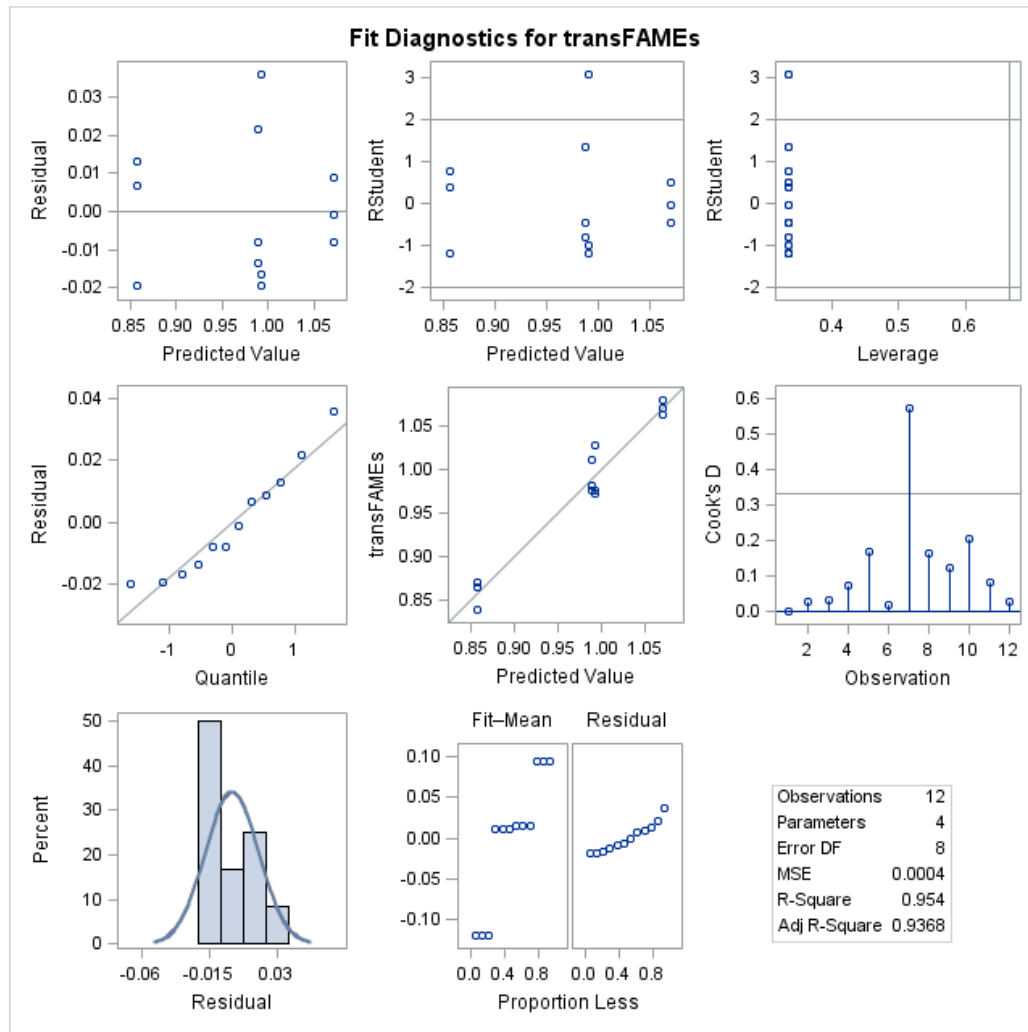 Fit Diagnostics for transFAMEs
Residual
0.03
0.02
0.01
0.00
-0.01
-0.02
0.85 0.90 0.95 1.00 1.05
Predicted Value
RStudent
3
2
1
0
-1
-2
0.85 0.90 0.95 1.00 1.05
Predicted Value
RStudent
3
2
1
0
-1
-2
0.4 0.5 0.6
Leverage
Residual
0.04
0.02
0.00
-0.02
-1 0 1
Quantile
transFAMEs
1.05
1.00
0.95
0.90
0.85
0.85 0.90 0.95 1.00 1.05
Predicted Value
Cook's D
0.6
0.5
0.4
0.3
0.2
0.1
0.0
2 4 6 8 10 12
Observation
Percent
50
40
30
20
10
0
-0.06 -0.015 0.03
Residual
Fit–Mean Residual
0.10
0.05
0.00
-0.05
-0.10
0.0 0.4 0.8 0.0 0.4 0.8
Proportion Less
Observations 12
Parameters 4
Error DF 8
MSE 0.0004
R-Square 0.954
Adj R-Square 0.9368